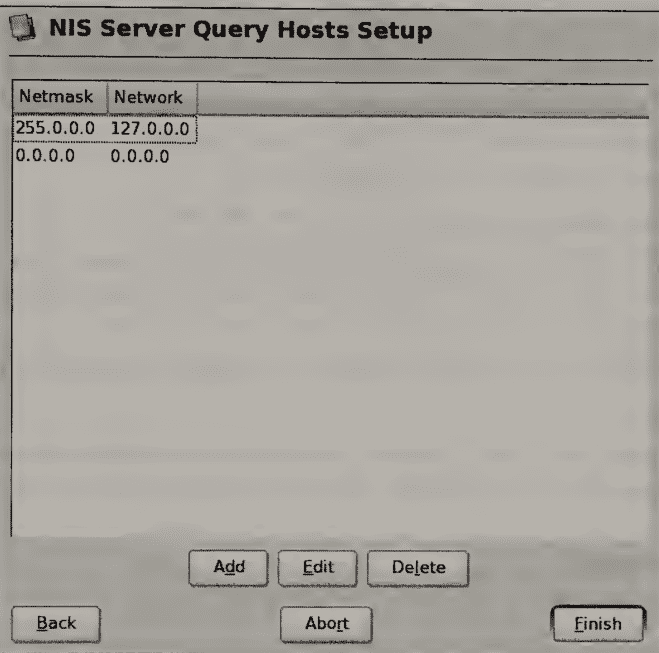 NIS Server Query Hosts Setup
Netmask Network
255.0.0.0 127.0.0.0
0.0.0.0 0.0.0.0
Add Edit Delete
Back Abort Finish